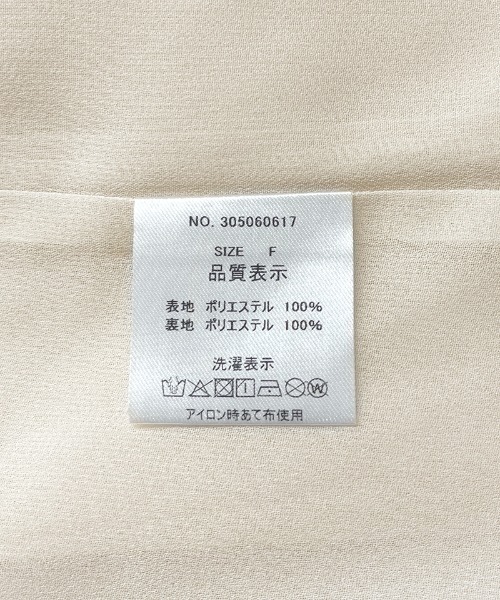 NO. 305060617
SIZE F
品質表示
表地 ポリエステル 100%
裏地 ポリエステル 100%
洗濯表示
アイロン時あて布使用